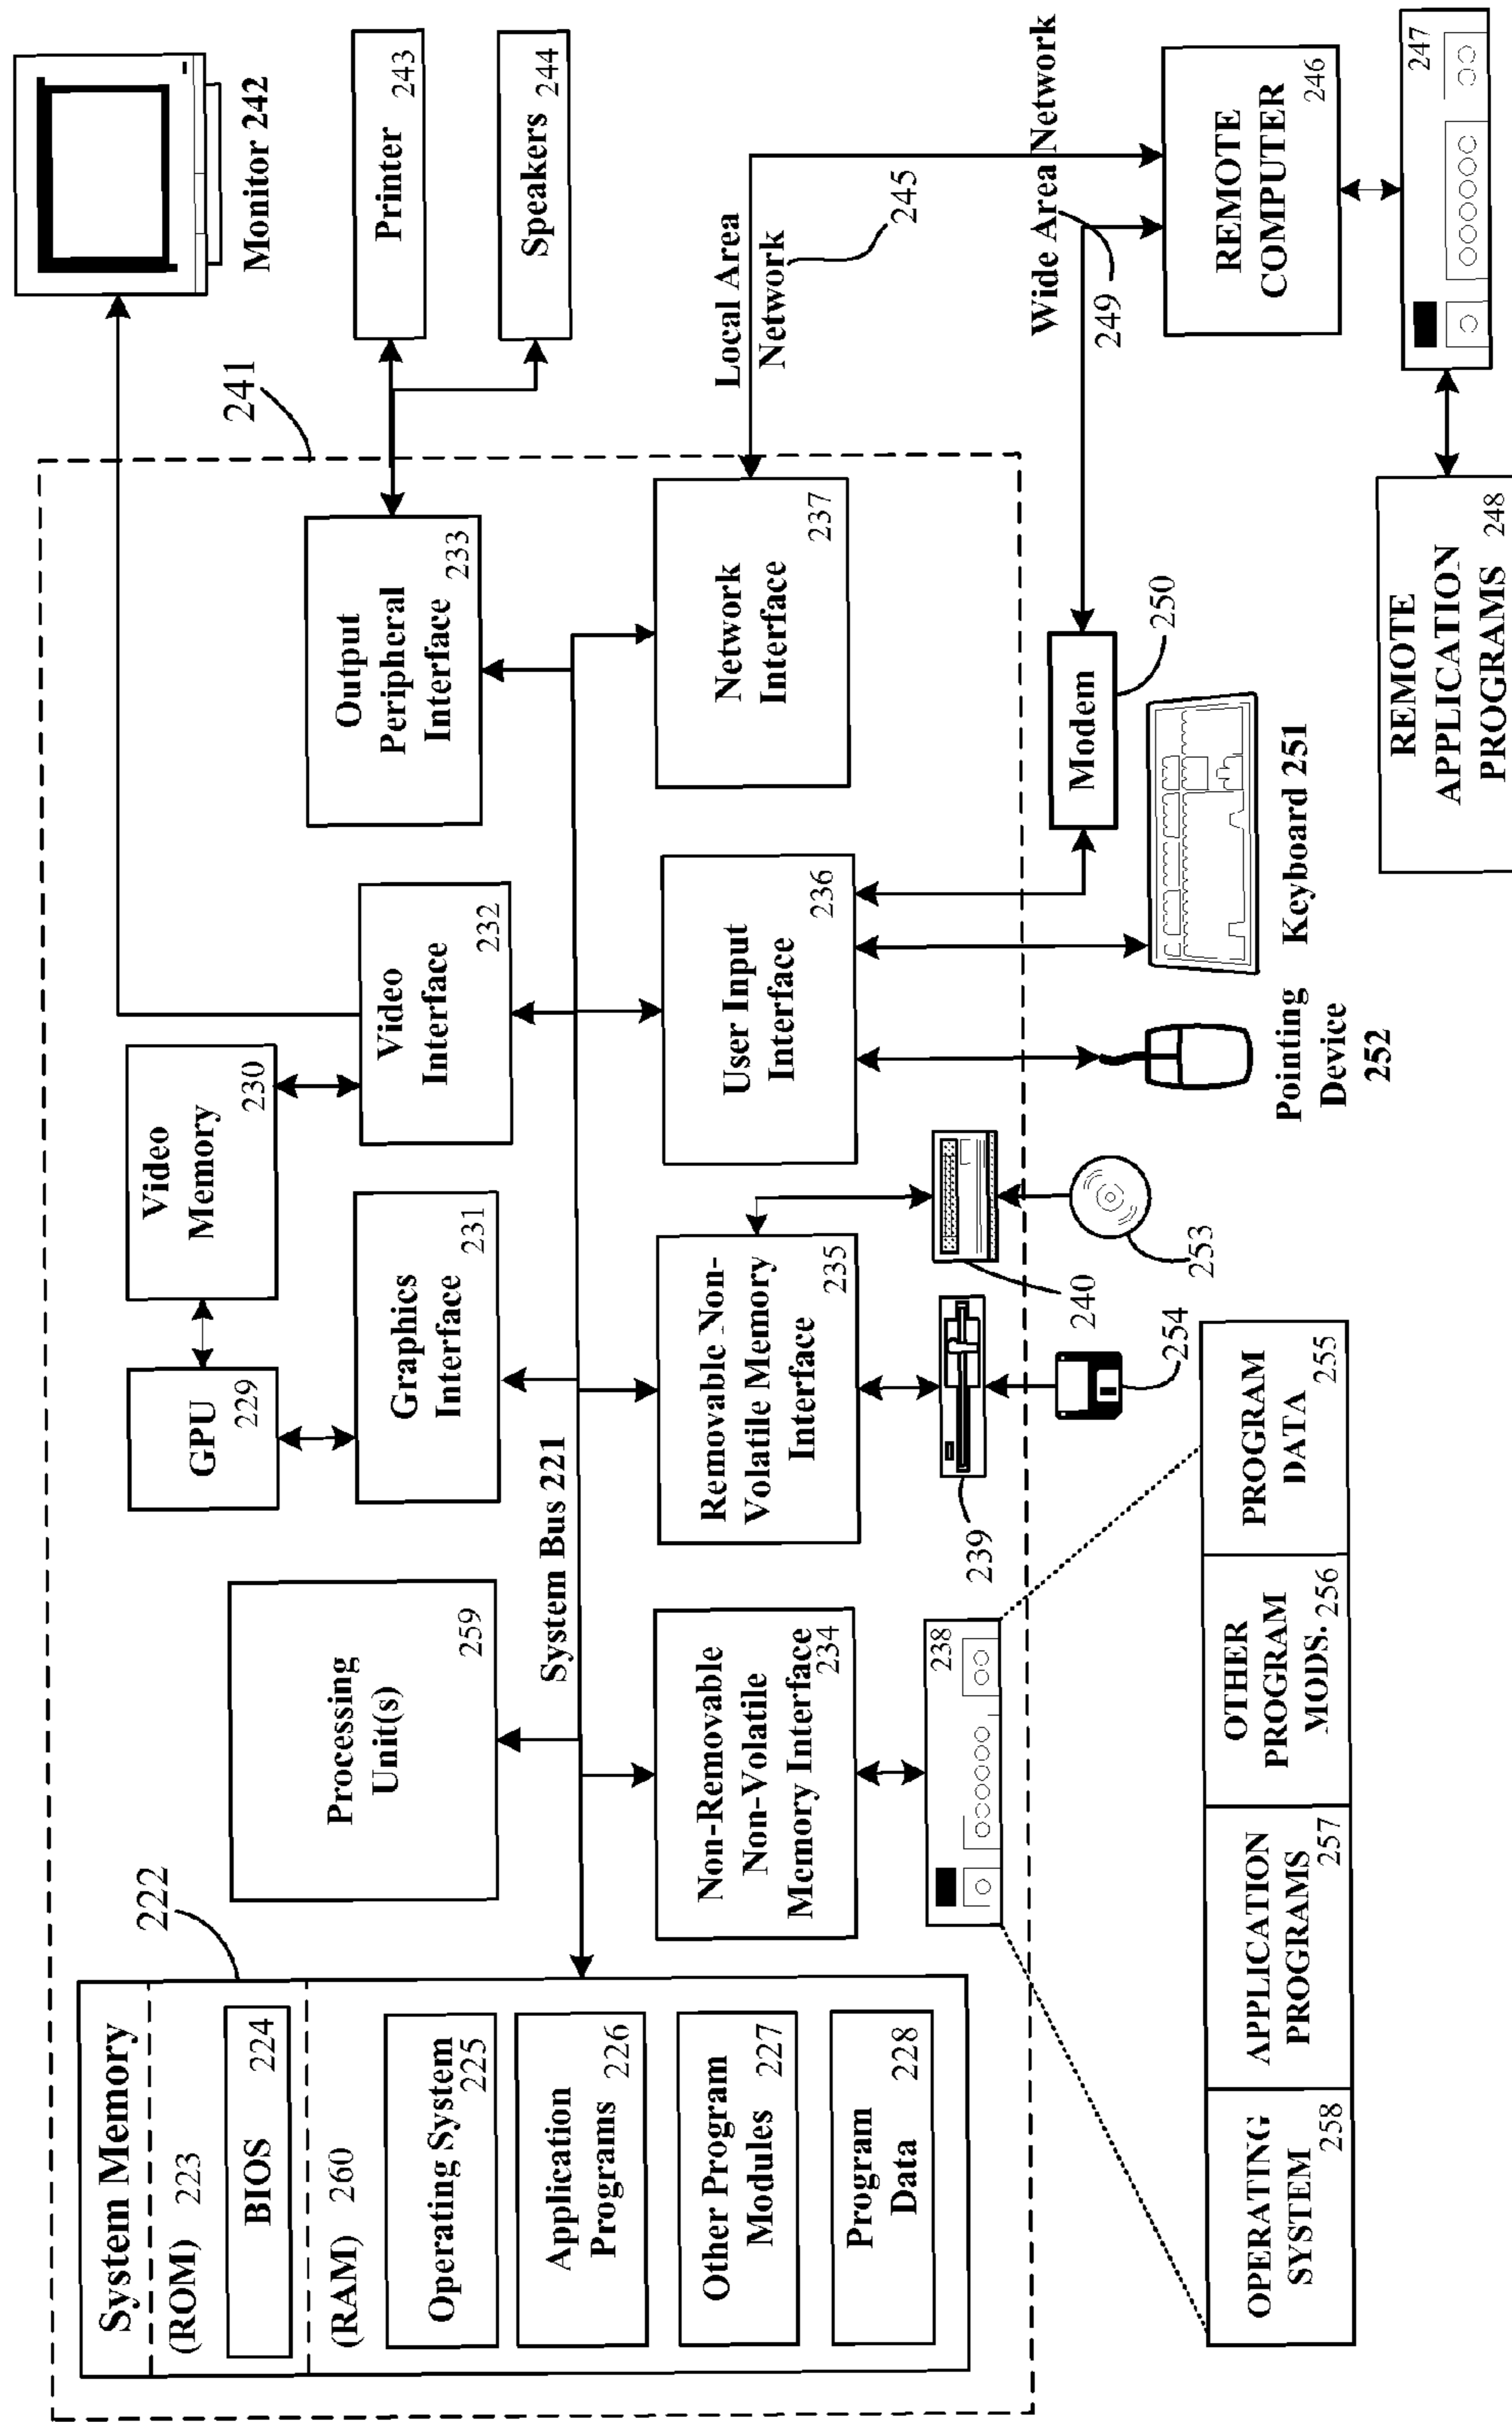 System Memory
222
(ROM) 223
BIOS 224
(RAM) 260
Operating System
225
Application
Programs 226
Other Program
Modules 227
Program
Data 228
Processing
Unit(s)
259
System Bus 221
GPU
229
Video
Memory
230
Graphics
Interface
231
Video
Interface
232
Output
Peripheral
Interface
233
241
Monitor 242
Printer
243
Speakers
244
Non-Removable
Non-Volatile
Memory Interface
234
Removable Non-
Volatile Memory
Interface
235
User Input
Interface
236
Network
Interface
237
Local Area
Network
245
238
239
240
254
253
Pointing
Device
252
Keyboard 251
Modem
250
Wide Area Network
249
REMOTE
COMPUTER
246
247
OPERATING
SYSTEM
258
APPLICATION
PROGRAMS
257
OTHER
PROGRAM
MODS. 256
PROGRAM
DATA
255
REMOTE
APPLICATION
PROGRAMS 248